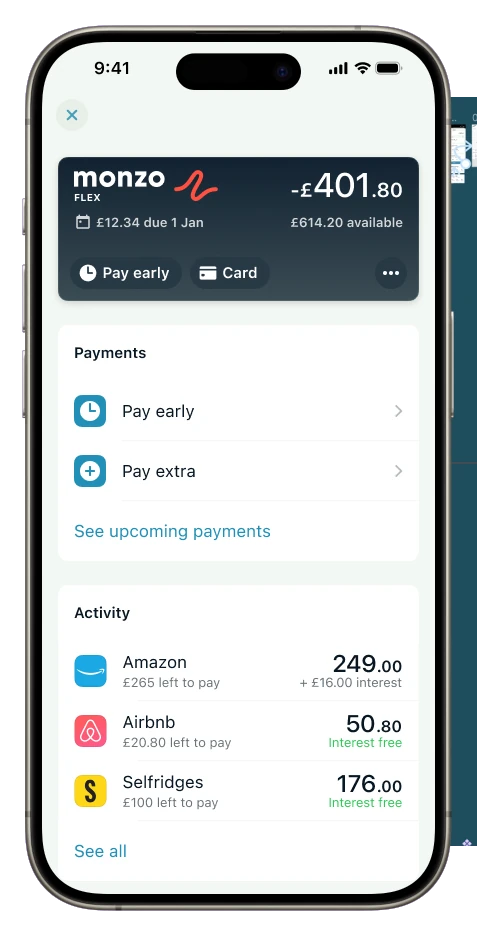 9:41
monzo
FLEX
-£401.80
£12.34 due 1 Jan
£614.20 available
Pay early
Card
Payments
Pay early
Pay extra
See upcoming payments
Activity
Amazon
249.00
£265 left to pay
+ £16.00 interest
Airbnb
50.80
£20.80 left to pay
Interest free
Selfridges
176.00
£100 left to pay
Interest free
See all